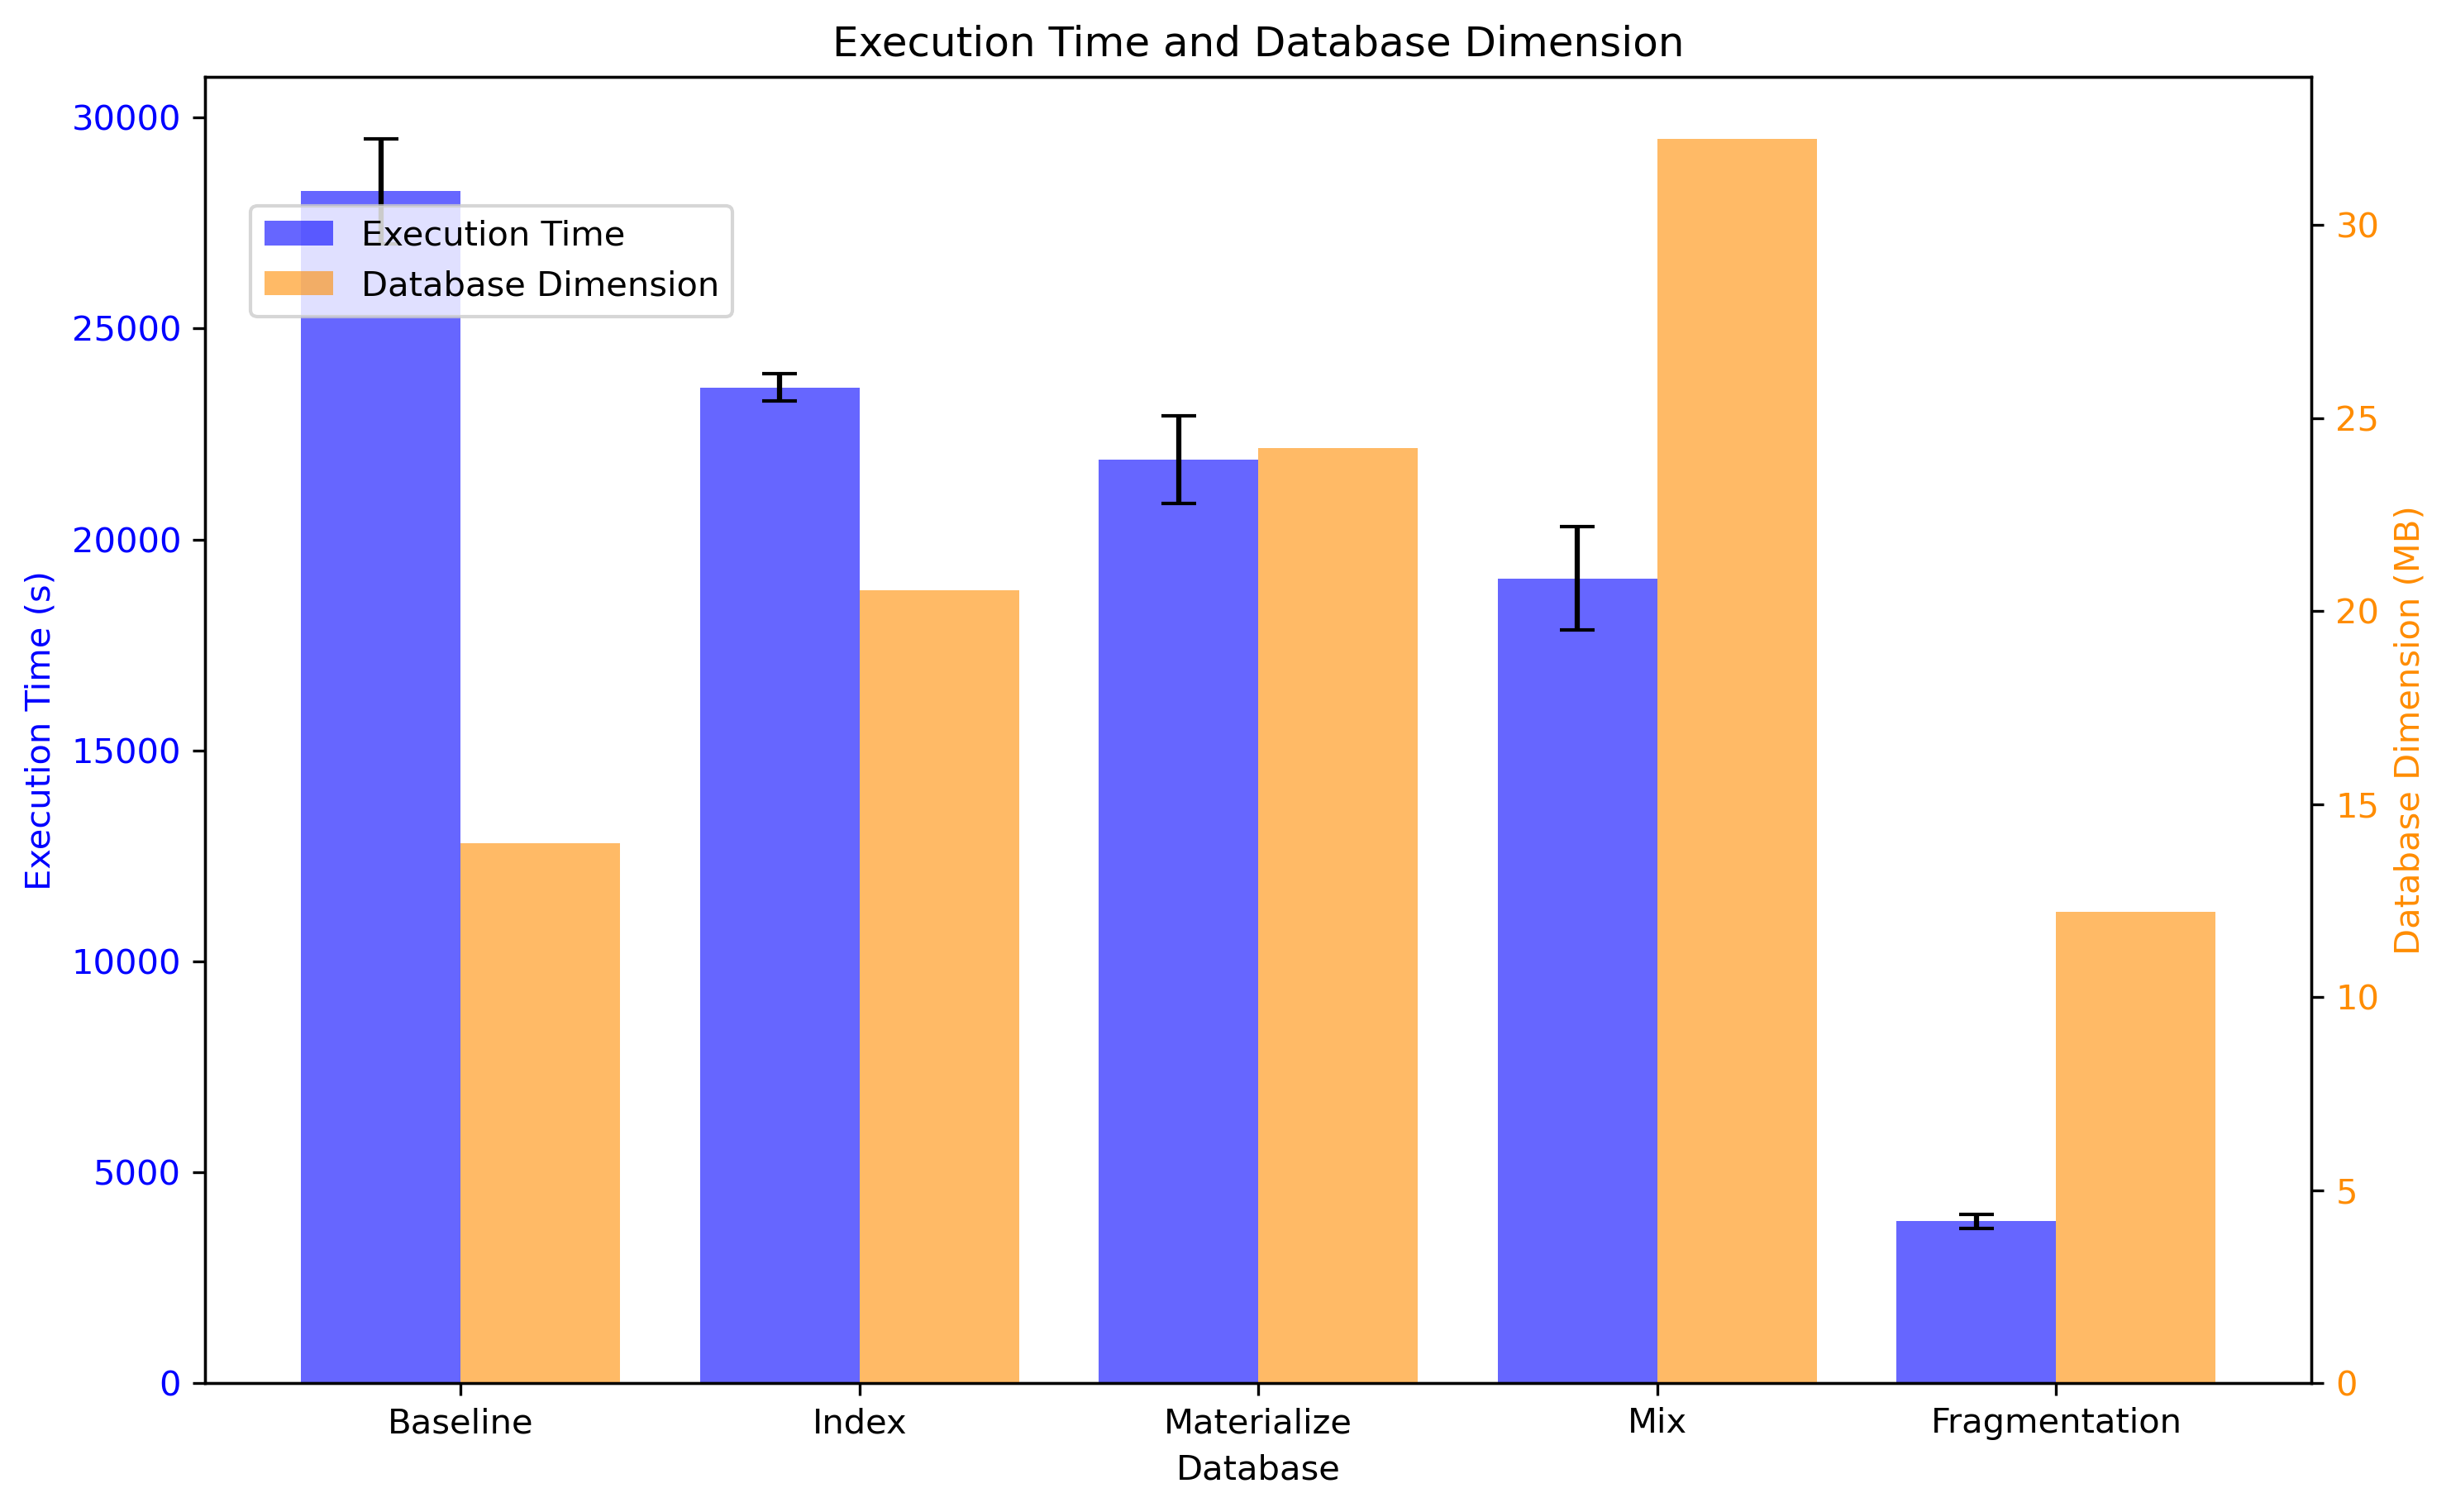 Execution Time and Database Dimension
30000
25000
20000
15000
10000
5000
0
Execution Time (s)
Execution Time
Database Dimension
30
25
20
15
10
5
0
Database Dimension (MB)
Baseline
Index
Materialize
Mix
Fragmentation
Database